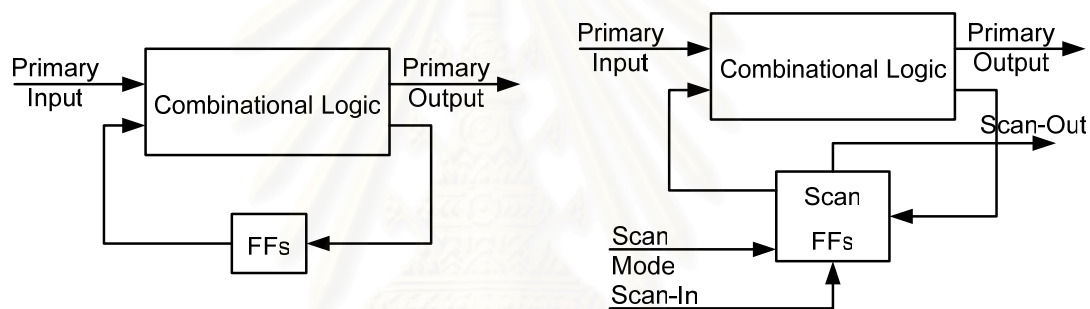 Primary
Input
Combinational Logic
Primary
Output
FFs
Primary
Input
Combinational Logic
Primary
Output
Scan-Out
Scan
FFs
Scan
Mode
Scan-In